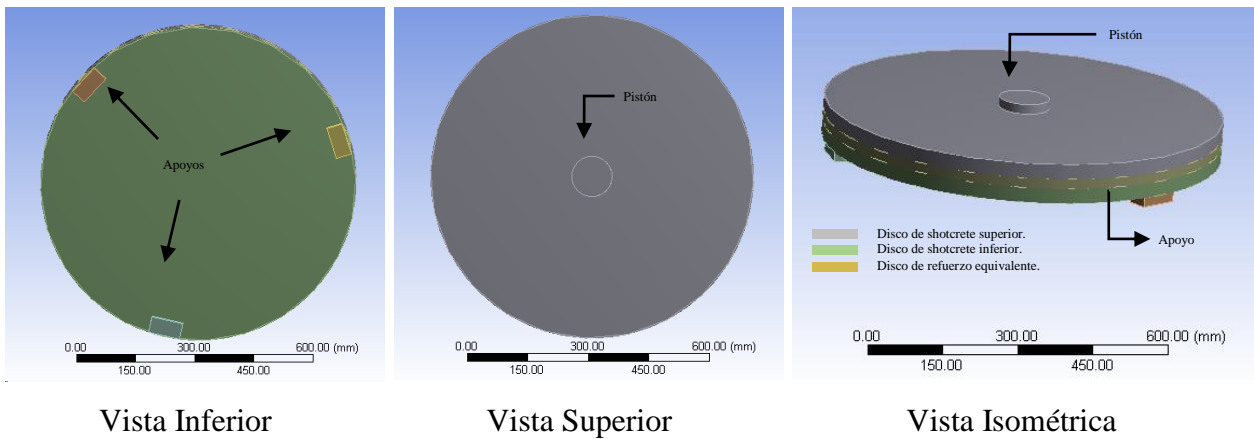 Apoyos
0.00 300.00 600.00 (mm)
150.00 450.00
Vista Inferior
Pistón
0.00 300.00 600.00 (mm)
150.00 450.00
Vista Superior
Pistón
Apoyo
Disco de shotcrete superior.
Disco de shotcrete inferior.
Disco de refuerzo equivalente.
0.00 300.00 600.00 (mm)
150.00 450.00
Vista Isométrica